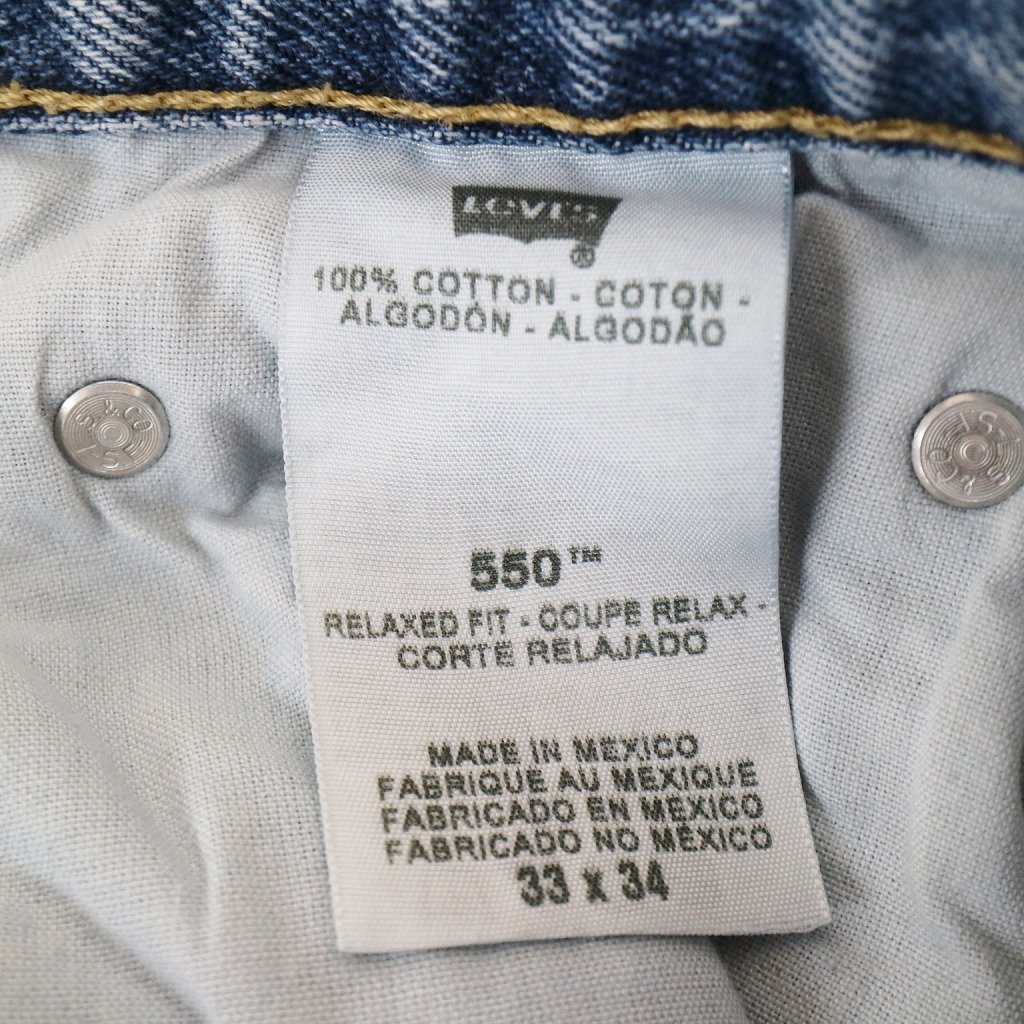 Levi's
®
100% COTTON - COTON -
ALGODÓN - ALGODÃO
550™
RELAXED FIT - COUPE RELAX -
CORTE RELAJADO
MADE IN MEXICO
FABRIQUE AU MEXIQUE
FABRICADO EN MEXICO
FABRICADO NO MÉXICO
33 x 34